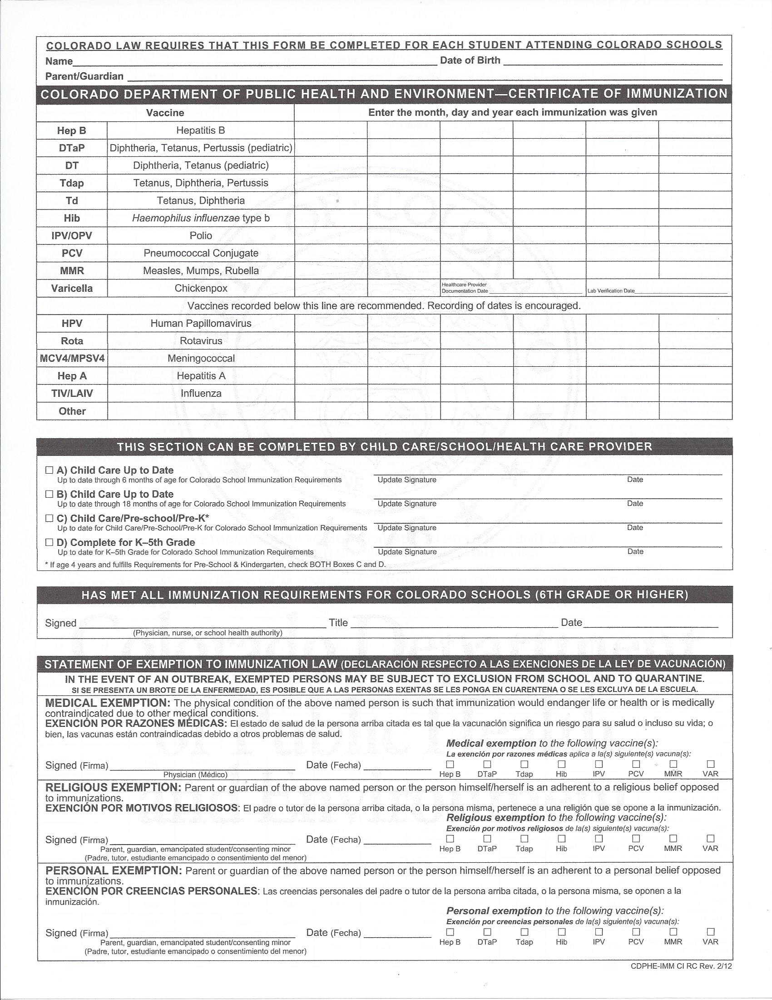 COLORADO LAW REQUIRES THAT THIS FORM BE COMPLETED FOR EACH STUDENT ATTENDING COLORADO SCHOOLS
Name Date of Birth
Parent/Guardian
COLORADO DEPARTMENT OF PUBLIC HEALTH AND ENVIRONMENT—CERTIFICATE OF IMMUNIZATION
Vaccine Enter the month, day and year each immunization was given
Hep B Hepatitis B
DTaP Diphtheria, Tetanus, Pertussis (pediatric)
DT Diphtheria, Tetanus (pediatric)
Tdap Tetanus, Diphtheria, Pertussis
Td Tetanus, Diphtheria
Hib Haemophilus influenzae type b
IPV/OPV Polio
PCV Pneumococcal Conjugate
MMR Measles, Mumps, Rubella
Varicella Chickenpox Healthcare Provider
Documentation Date Lab Verification Date
Vaccines recorded below this line are recommended. Recording of dates is encouraged.
HPV Human Papillomavirus
Rota Rotavirus
MCV4/MPSV4 Meningococcal
Hep A Hepatitis A
TIV/LAIV Influenza
Other
THIS SECTION CAN BE COMPLETED BY CHILD CARE/SCHOOL/HEALTH CARE PROVIDER
☐ A) Child Care Up to Date
Up to date through 6 months of age for Colorado School Immunization Requirements Update Signature Date
☐ B) Child Care Up to Date
Up to date through 18 months of age for Colorado School Immunization Requirements Update Signature Date
☐ C) Child Care/Pre-school/Pre-K*
Up to date for Child Care/Pre-School/Pre-K for Colorado School Immunization Requirements Update Signature Date
☐ D) Complete for K–5th Grade
Up to date for K–5th Grade for Colorado School Immunization Requirements Update Signature Date
* If age 4 years and fulfills Requirements for Pre-School & Kindergarten, check BOTH Boxes C and D.
HAS MET ALL IMMUNIZATION REQUIREMENTS FOR COLORADO SCHOOLS (6TH GRADE OR HIGHER)
Signed Title Date
(Physician, nurse, or school health authority)
STATEMENT OF EXEMPTION TO IMMUNIZATION LAW (DECLARACIÓN RESPECTO A LAS EXENCIONES DE LA LEY DE VACUNACIÓN)
IN THE EVENT OF AN OUTBREAK, EXEMPTED PERSONS MAY BE SUBJECT TO EXCLUSION FROM SCHOOL AND TO QUARANTINE.
SI SE PRESENTA UN BROTE DE LA ENFERMEDAD, ES POSIBLE QUE A LAS PERSONAS EXENTAS SE LES PONGA EN CUARENTENA O SE LES EXCLUYA DE LA ESCUELA.
MEDICAL EXEMPTION: The physical condition of the above named person is such that immunization would endanger life or health or is medically
contraindicated due to other medical conditions.
EXENCIÓN POR RAZONES MÉDICAS: El estado de salud de la persona arriba citada es tal que la vacunación significa un riesgo para su salud o incluso su vida; o
bien, las vacunas están contraindicadas debido a otros problemas de salud.
Medical exemption to the following vaccine(s):
La exención por razones médicas aplica a la(s) siguiente(s) vacuna(s):
Signed (Firma) Date (Fecha) ☐ ☐ ☐ ☐ ☐ ☐ ☐ ☐
Physician (Médico) Hep B DTaP Tdap Hib IPV PCV MMR VAR
RELIGIOUS EXEMPTION: Parent or guardian of the above named person or the person himself/herself is an adherent to a religious belief opposed
to immunizations.
EXENCIÓN POR MOTIVOS RELIGIOSOS: El padre o tutor de la persona arriba citada, o la persona misma, pertenece a una religión que se opone a la inmunización.
Religious exemption to the following vaccine(s):
Exención por motivos religiosos de la(s) siguiente(s) vacuna(s):
Signed (Firma) Date (Fecha) ☐ ☐ ☐ ☐ ☐ ☐ ☐ ☐
Parent, guardian, emancipated student/consenting minor Hep B DTaP Tdap Hib IPV PCV MMR VAR
(Padre, tutor, estudiante emancipado o consentimiento del menor)
PERSONAL EXEMPTION: Parent or guardian of the above named person or the person himself/herself is an adherent to a personal belief opposed
to immunizations.
EXENCIÓN POR CREENCIAS PERSONALES: Las creencias personales del padre o tutor de la persona arriba citada, o la persona misma, se oponen a la
inmunización.
Personal exemption to the following vaccine(s):
Exención por creencias personales de la(s) siguiente(s) vacuna(s):
Signed (Firma) Date (Fecha) ☐ ☐ ☐ ☐ ☐ ☐ ☐ ☐
Parent, guardian, emancipated student/consenting minor Hep B DTaP Tdap Hib IPV PCV MMR VAR
(Padre, tutor, estudiante emancipado o consentimiento del menor)
CDPHE-IMM CI RC Rev. 2/12